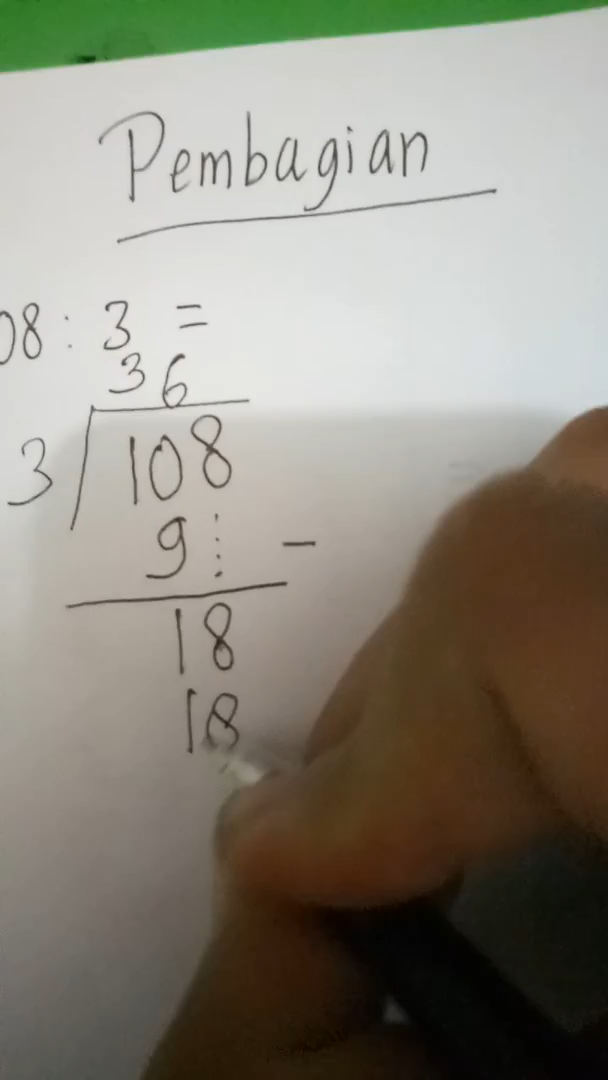 Pembagian
08 : 3 =
36
3 108
9 -
18
18